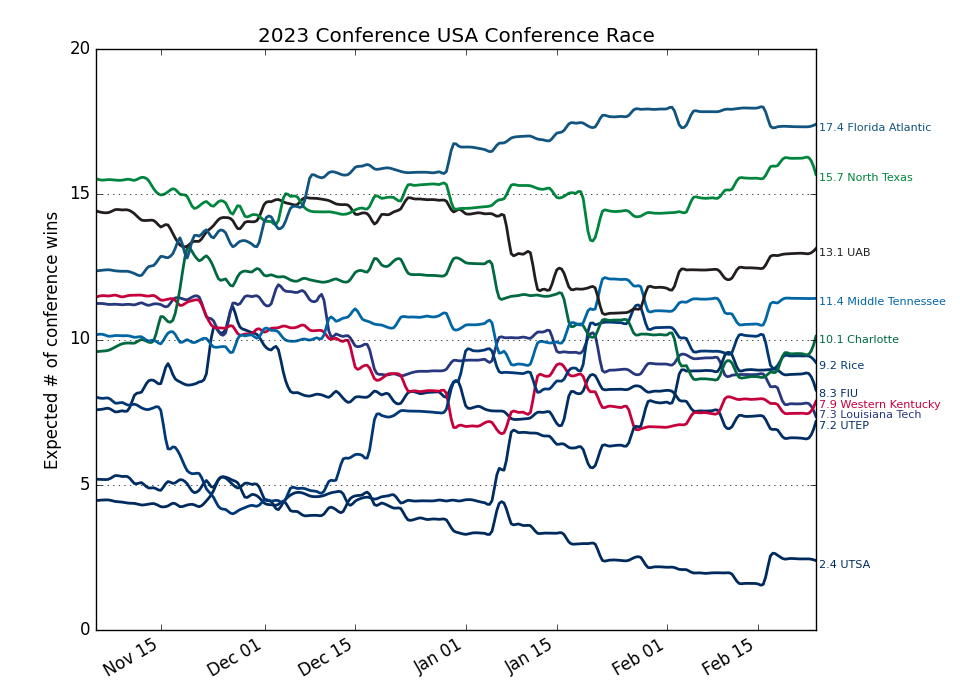 2023 Conference USA Conference Race
Expected # of conference wins
20
15
10
5
0
Nov 15
Dec 01
Dec 15
Jan 01
Jan 15
Feb 01
Feb 15
17.4 Florida Atlantic
15.7 North Texas
13.1 UAB
11.4 Middle Tennessee
10.1 Charlotte
9.2 Rice
8.3 FIU
7.9 Western Kentucky
7.3 Louisiana Tech
7.2 UTEP
2.4 UTSA